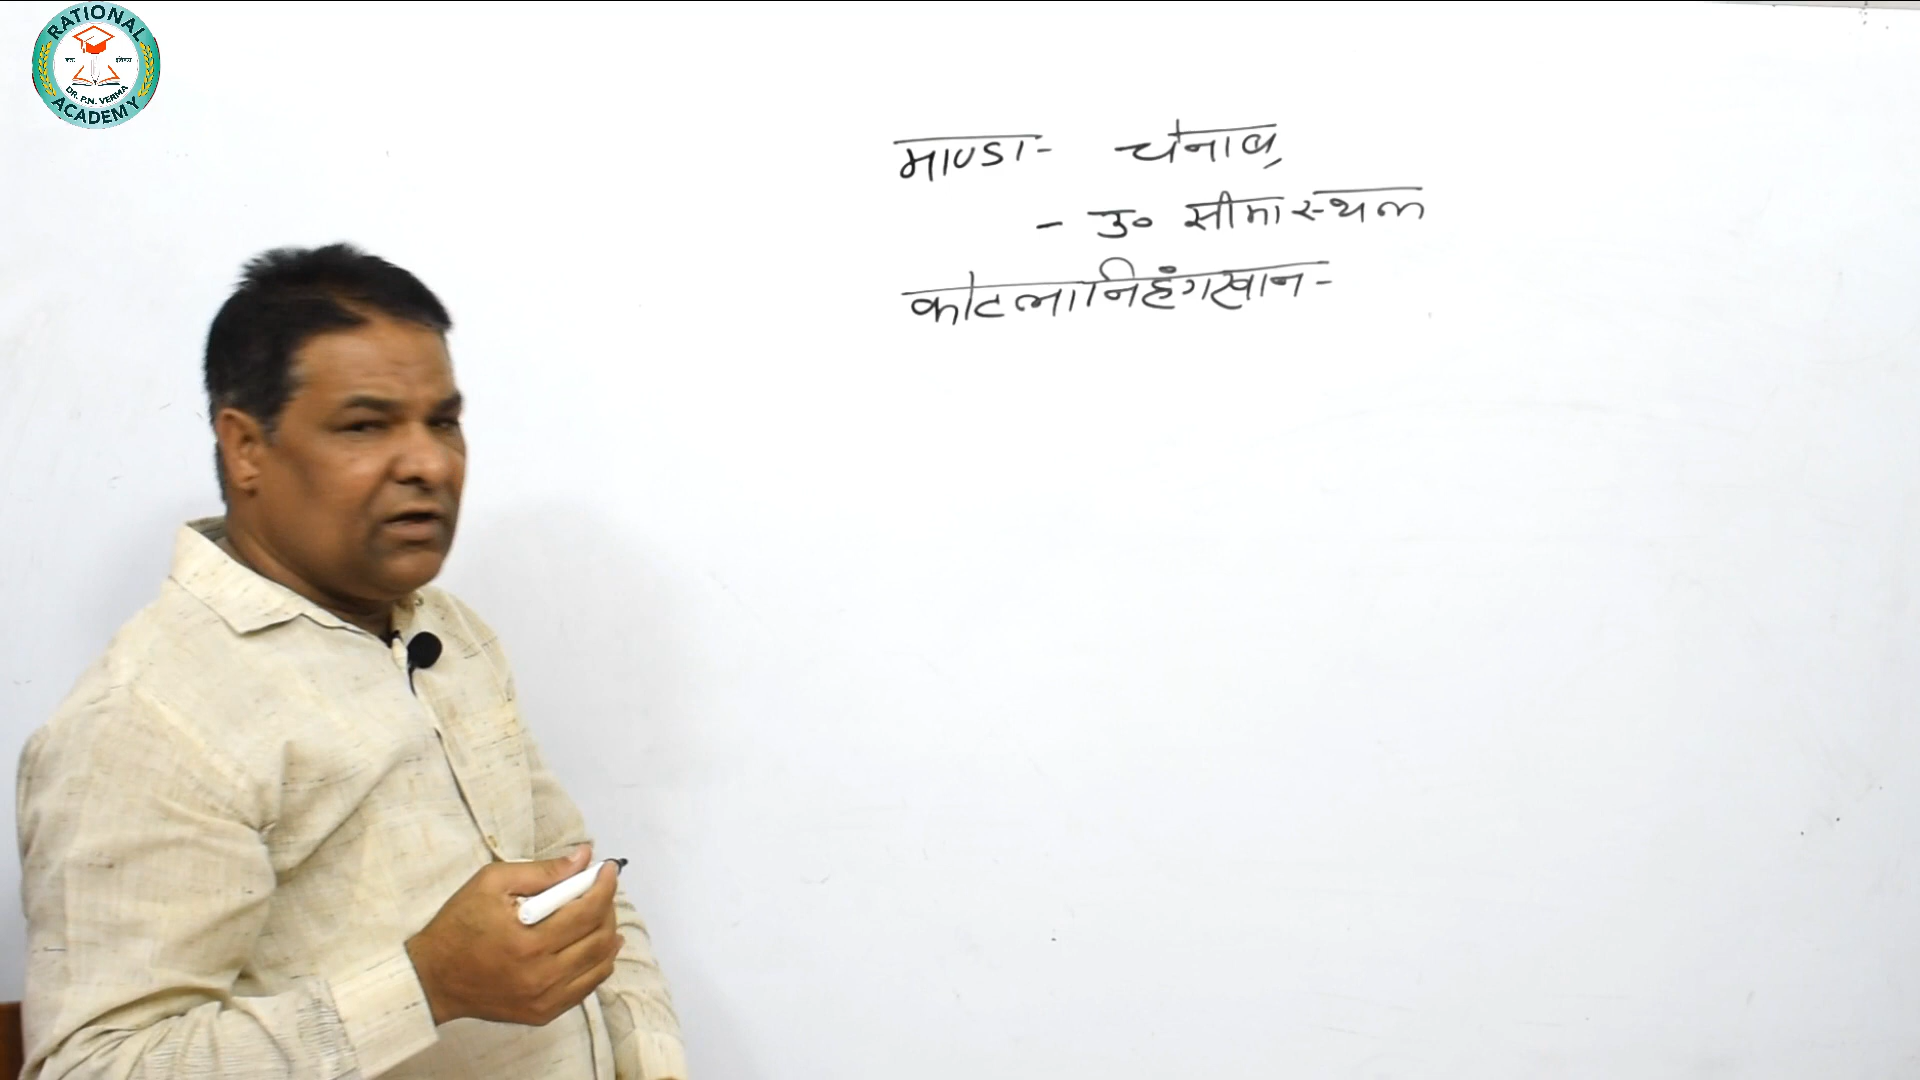 RATIONAL
DR. P.N. VERMA
ACADEMY
माण्डा- चेनाब,
- उ० सीमा स्थल
कोटलानिहंगखान-